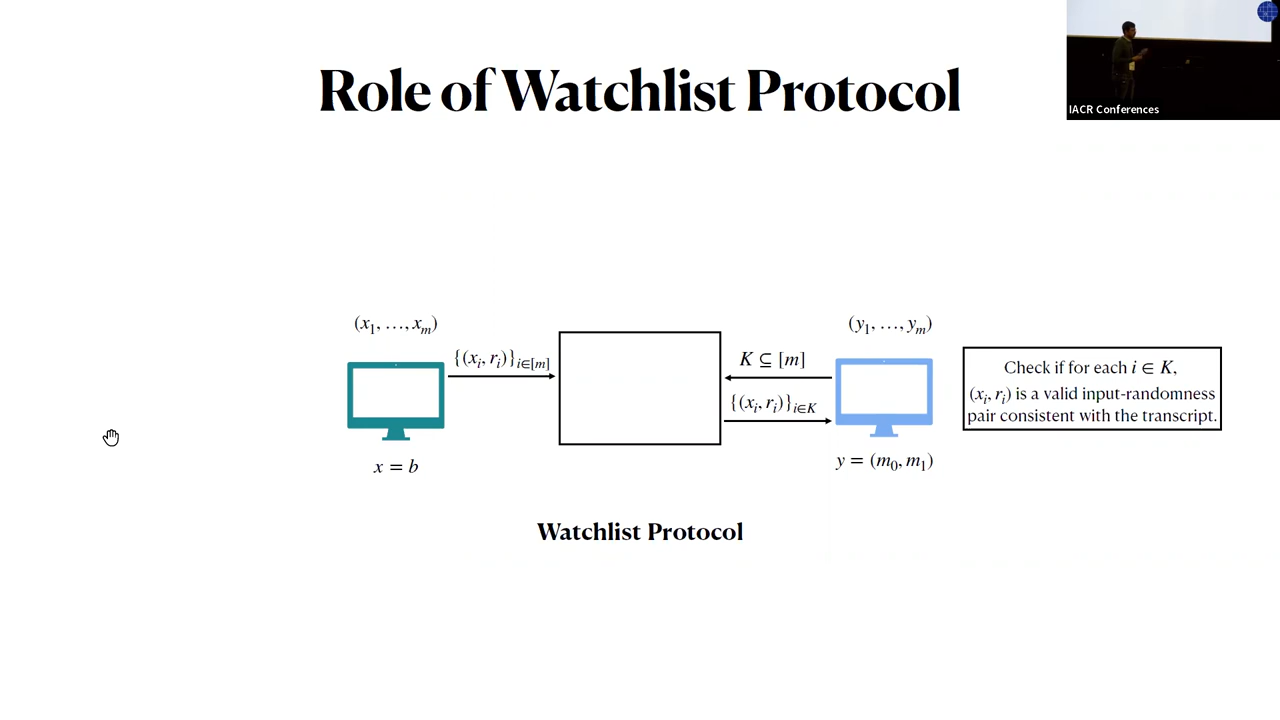 Role of Watchlist Protocol
IACR Conferences
(x₁, …, xₘ)
(y₁, …, yₘ)
{(xᵢ, rᵢ)}ᵢ∈[ₘ]
K ⊆ [m]
{(xᵢ, rᵢ)}ᵢ∈K
Check if for each i ∈ K,
(xᵢ, rᵢ) is a valid input-randomness
pair consistent with the transcript.
x = b
y = (m₀, m₁)
Watchlist Protocol